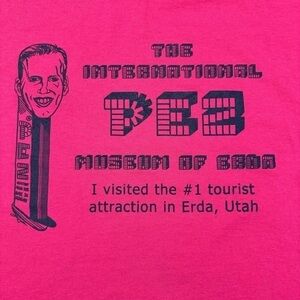 THE
INTERNATIONAL
PEZ
MUSEUM OF ERDA
I visited the #1 tourist
attraction in Erda, Utah